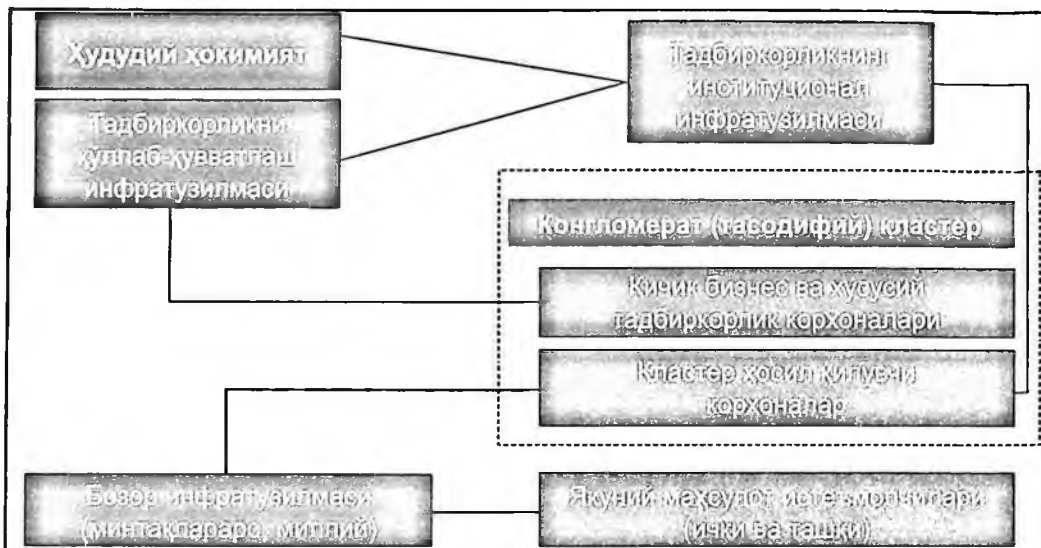 Ҳудудий ҳокимият
Тадбиркорликни
қўллаб-қувватлаш
инфратузилмаси
Тадбиркорликнинг
институционал
инфратузилмаси
Конгломерат (тасодифий) кластер
Кичик бизнес ва хусусий
тадбиркорлик корхоналари
Кластер ҳосил қилувчи
корхоналар
Бозор инфратузилмаси
(минтақлараро, миллий)
Якуний маҳсулот истеъмолчилари
(ички ва ташқи)